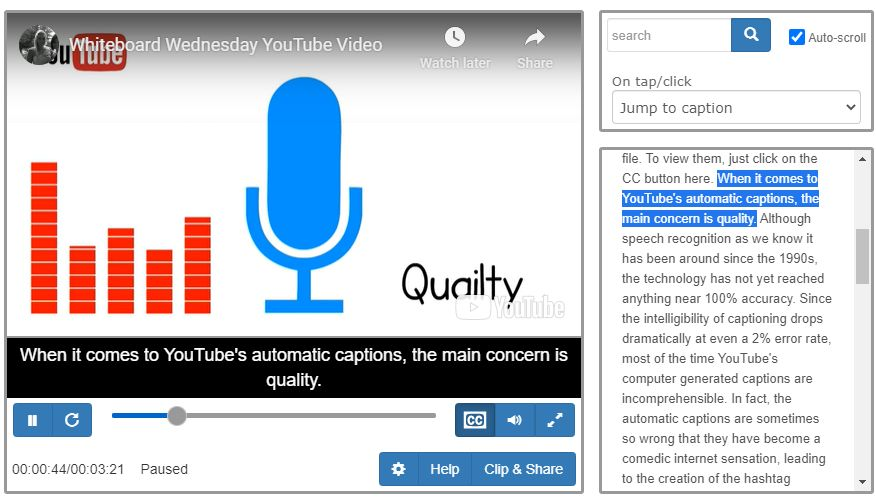 YouTube
Whiteboard Wednesday YouTube Video
Watch later
Share
Quailty
YouTube
When it comes to YouTube's automatic captions, the main concern is
quality.
CC
00:00:44/00:03:21
Paused
Help
Clip & Share
search
Auto-scroll
On tap/click
Jump to caption
file. To view them, just click on the
CC button here. When it comes to
YouTube's automatic captions, the
main concern is quality. Although
speech recognition as we know it
has been around since the 1990s,
the technology has not yet reached
anything near 100% accuracy. Since
the intelligibility of captioning drops
dramatically at even a 2% error rate,
most of the time YouTube's
computer generated captions are
incomprehensible. In fact, the
automatic captions are sometimes
so wrong that they have become a
comedic internet sensation, leading
to the creation of the hashtag